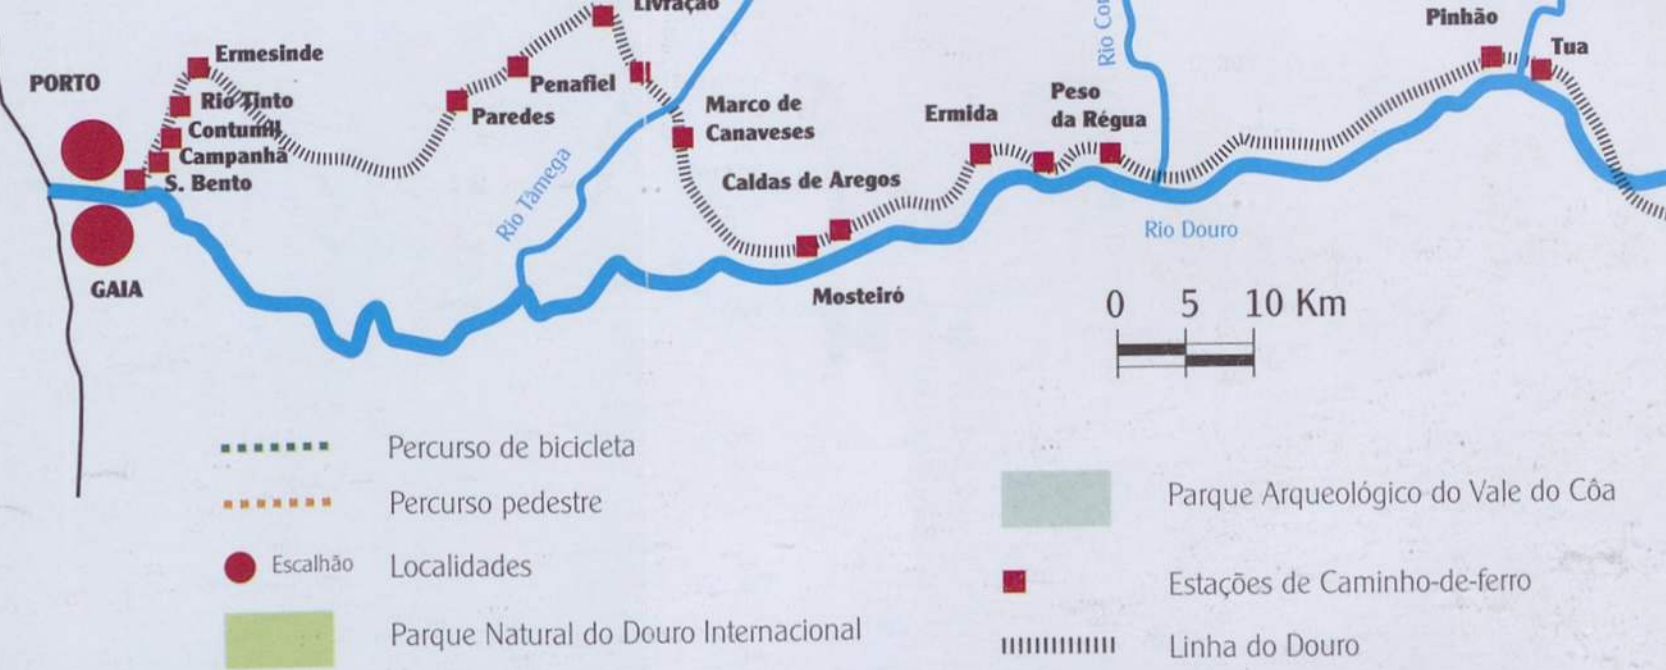 Livração
Pinhão
Ermesinde
Tua
PORTO
Penafiel
Peso
da Régua
Rio Tinto
Marco de
Canaveses
Ermida
Paredes
Contumil
Campanhã
Caldas de Aregos
S. Bento
Rio Tâmega
Rio Douro
GAIA
Mosteiró
0 5 10 Km
Percurso de bicicleta
Percurso pedestre
Escalhão Localidades
Parque Natural do Douro Internacional
Parque Arqueológico do Vale do Côa
Estações de Caminho-de-ferro
Linha do Douro